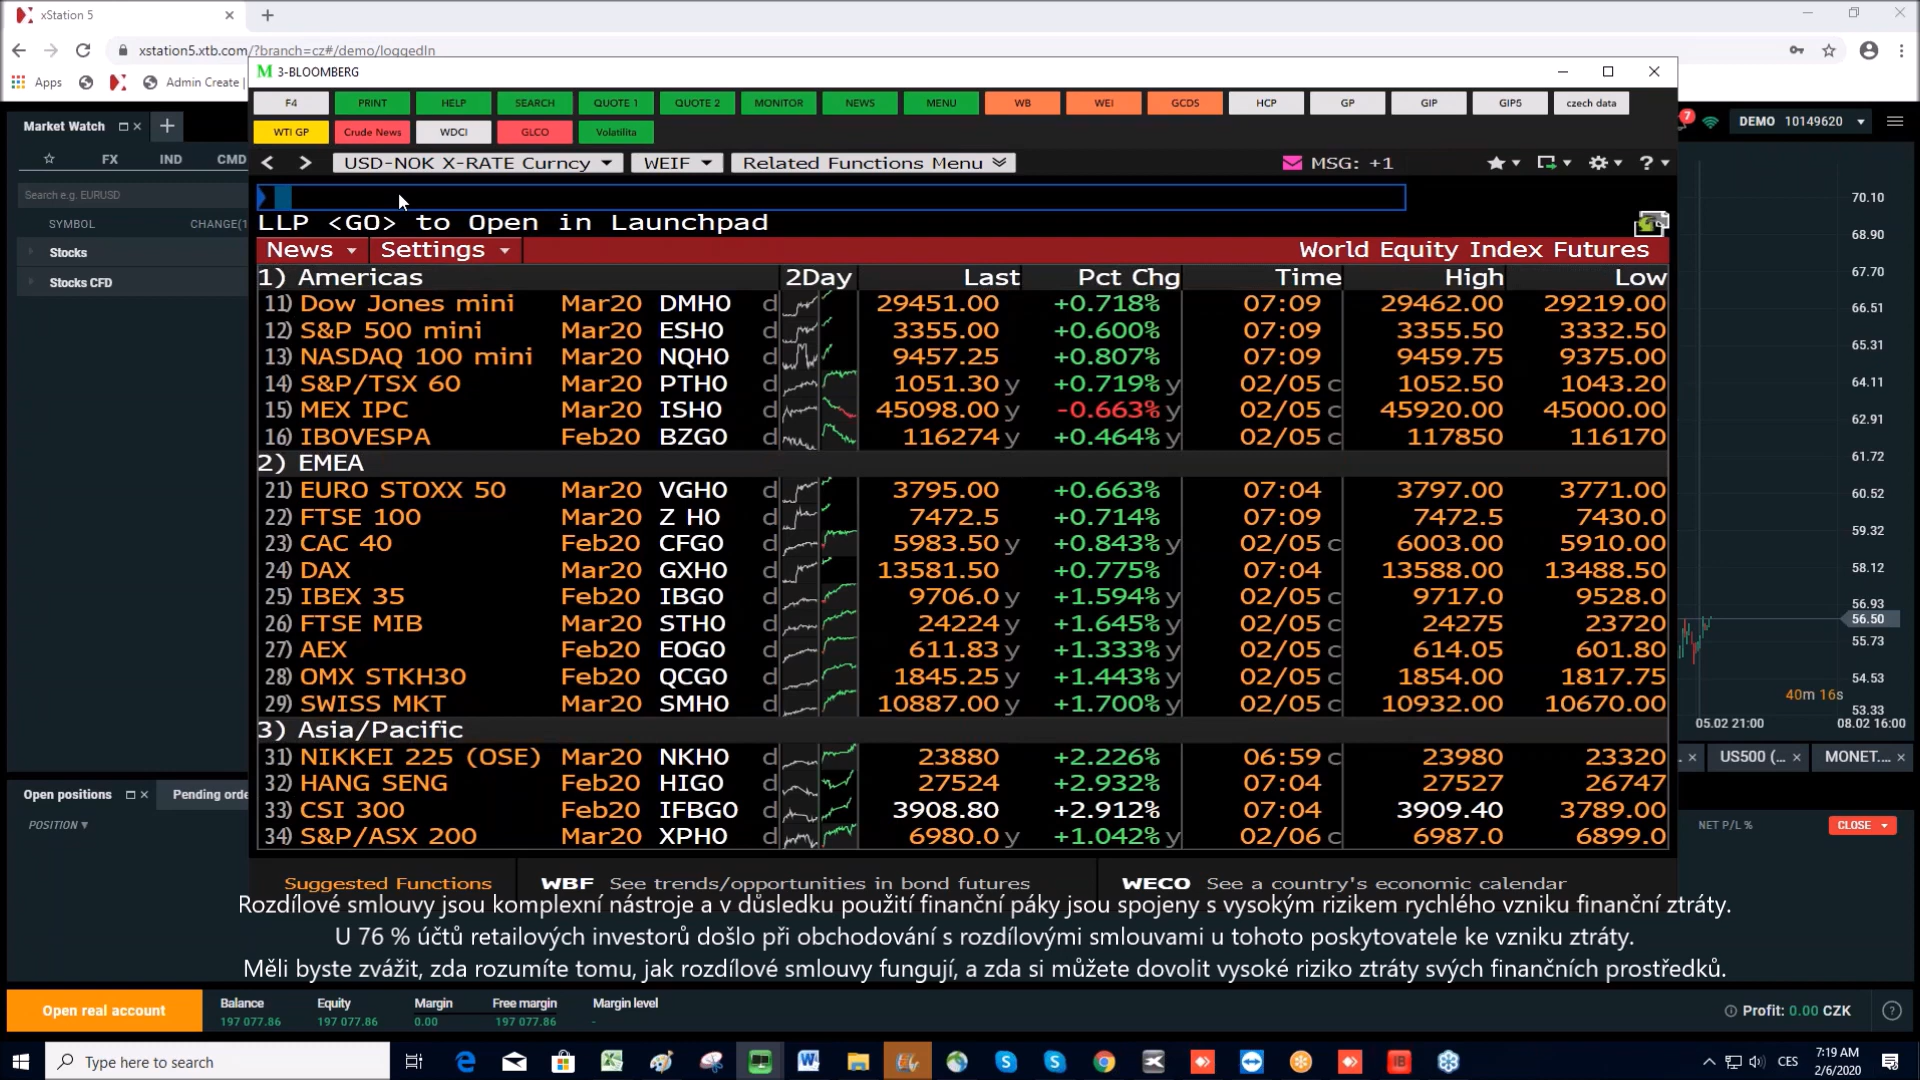 xStation 5
xstation5.xtb.com/?branch=cz#/demo/loggedIn
Apps
Admin Create
3-BLOOMBERG
F4 PRINT HELP SEARCH QUOTE 1 QUOTE 2 MONITOR NEWS MENU WB WEI GCDS HCP GP GIP GIP5 czech data
WTI GP Crude News WDCI GLCO Volatilita
Market Watch
DEMO 10149620
7
USD-NOK X-RATE Curncy WEIF Related Functions Menu MSG: +1
FX IND CMD
Search e.g. EURUSD
SYMBOL CHANGE(1
Stocks
Stocks CFD
LLP <GO> to Open in Launchpad
News Settings World Equity Index Futures
1) Americas 2Day Last Pct Chg Time High Low
11) Dow Jones mini Mar20 DMH0 d 29451.00 +0.718% 07:09 29462.00 29219.00
12) S&P 500 mini Mar20 ESH0 d 3355.00 +0.600% 07:09 3355.50 3332.50
13) NASDAQ 100 mini Mar20 NQH0 d 9457.25 +0.807% 07:09 9459.75 9375.00
14) S&P/TSX 60 Mar20 PTH0 d 1051.30 y +0.719% y 02/05 c 1052.50 1043.20
15) MEX IPC Mar20 ISH0 d 45098.00 y -0.663% y 02/05 c 45920.00 45000.00
16) IBOVESPA Feb20 BZG0 d 116274 y +0.464% y 02/05 c 117850 116170
2) EMEA
21) EURO STOXX 50 Mar20 VGH0 d 3795.00 +0.663% 07:04 3797.00 3771.00
22) FTSE 100 Mar20 Z H0 d 7472.5 +0.714% 07:09 7472.5 7430.0
23) CAC 40 Feb20 CFG0 d 5983.50 y +0.843% y 02/05 c 6003.00 5910.00
24) DAX Mar20 GXH0 d 13581.50 +0.775% 07:04 13588.00 13488.50
25) IBEX 35 Feb20 IBG0 d 9706.0 y +1.594% y 02/05 c 9717.0 9528.0
26) FTSE MIB Mar20 STH0 d 24224 y +1.645% y 02/05 c 24275 23720
27) AEX Feb20 EOG0 d 611.83 y +1.333% y 02/05 c 614.05 601.80
28) OMX STKH30 Feb20 QCG0 d 1845.25 y +1.443% y 02/05 c 1854.00 1817.75
29) SWISS MKT Mar20 SMH0 d 10887.00 y +1.700% y 02/05 c 10932.00 10670.00
3) Asia/Pacific
31) NIKKEI 225 (OSE) Mar20 NKH0 d 23880 +2.226% 06:59 c 23980 23320
32) HANG SENG Feb20 HIG0 d 27524 +2.932% 07:04 27527 26747
33) CSI 300 Feb20 IFBG0 d 3908.80 +2.912% 07:04 3909.40 3789.00
34) S&P/ASX 200 Mar20 XPH0 d 6980.0 y +1.042% y 02/06 c 6987.0 6899.0
Suggested Functions WBF See trends/opportunities in bond futures WECO See a country's economic calendar
70.10
68.90
67.70
66.51
65.31
64.11
62.91
61.72
60.52
59.32
58.12
56.93
56.50
55.73
54.53
40m 16s
53.33
05.02 21:00 08.02 16:00
US500 (... MONET....
Open positions Pending orde
POSITION
NET P/L % CLOSE
Rozdílové smlouvy jsou komplexní nástroje a v důsledku použití finanční páky jsou spojeny s vysokým rizikem rychlého vzniku finanční ztráty.
U 76 % účtů retailových investorů došlo při obchodování s rozdílovými smlouvami u tohoto poskytovatele ke vzniku ztráty.
Měli byste zvážit, zda rozumíte tomu, jak rozdílové smlouvy fungují, a zda si můžete dovolit vysoké riziko ztráty svých finančních prostředků.
Open real account
Balance Equity Margin Free margin Margin level
197 077.86 197 077.86 0.00 197 077.86 -
Profit: 0.00 CZK
Type here to search
CES
7:19 AM
2/6/2020